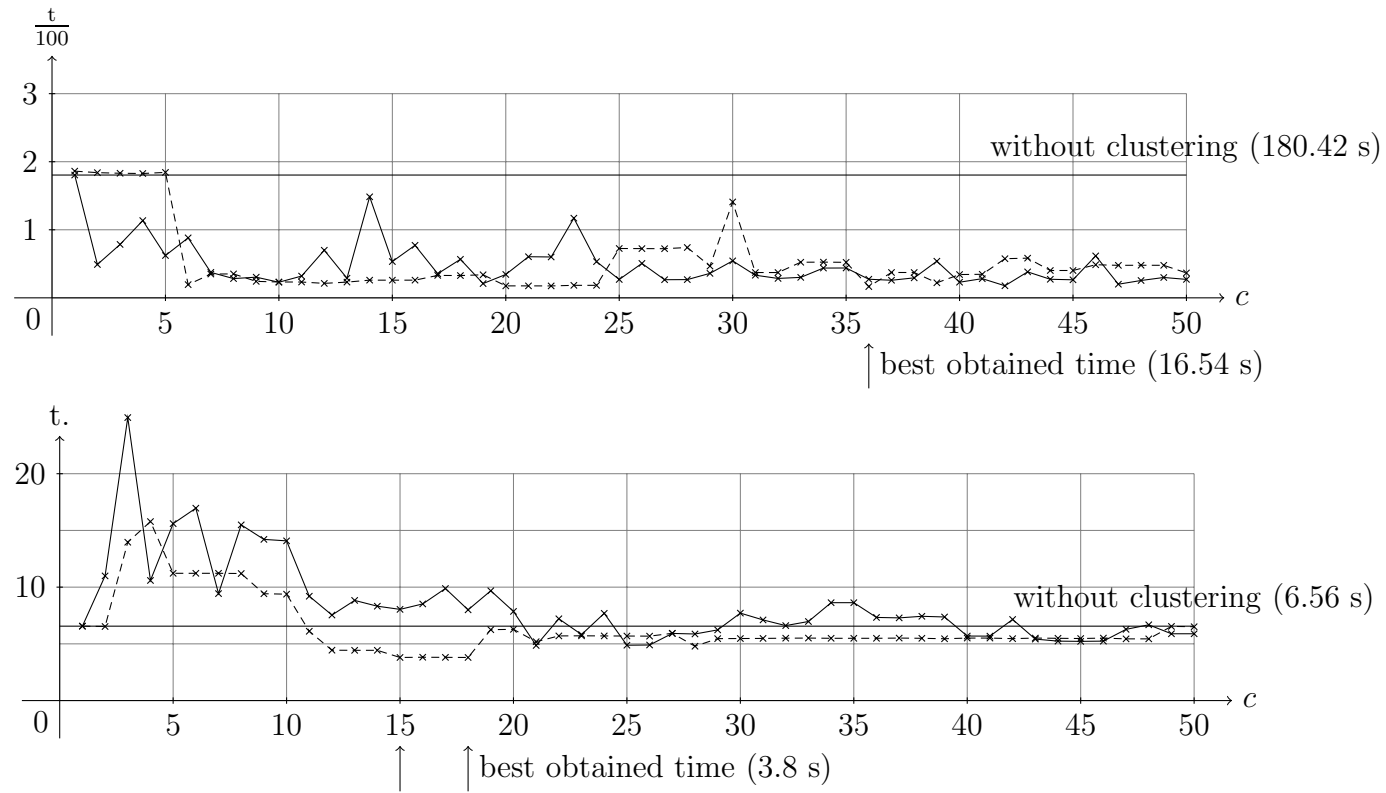 t
100
3
without clustering (180.42 s)
2
1
c
0
5 10 15 20 25 30 35 40 45 50
best obtained time (16.54 s)
t.
20
10
without clustering (6.56 s)
c
0
5 10 15 20 25 30 35 40 45 50
best obtained time (3.8 s)